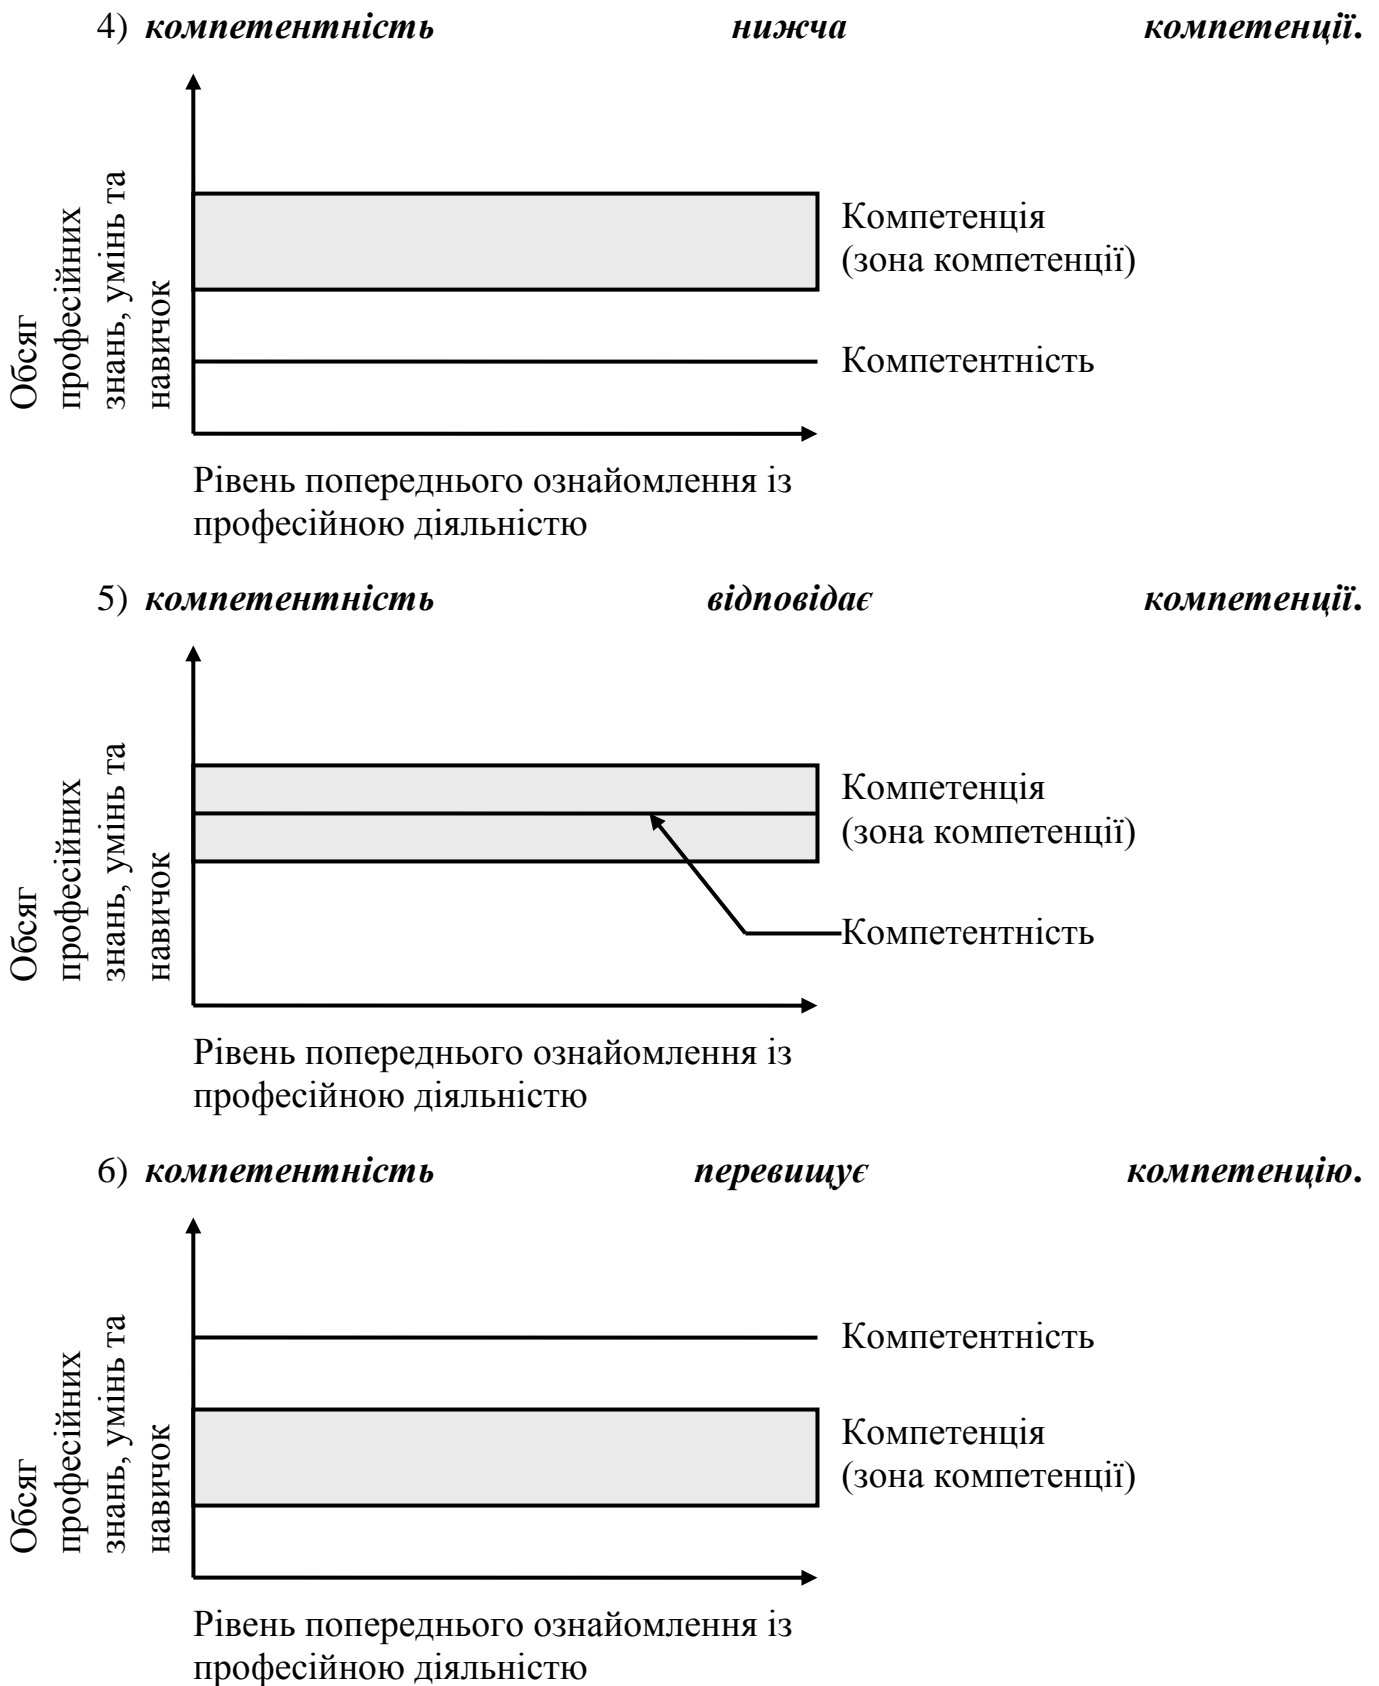 4) компетентність нижча компетенції.
Обсяг
професійних
знань, умінь та
навичок
Компетенція
(зона компетенції)
Компетентність
Рівень попереднього ознайомлення із
професійною діяльністю
5) компетентність відповідає компетенції.
Обсяг
професійних
знань, умінь та
навичок
Компетенція
(зона компетенції)
Компетентність
Рівень попереднього ознайомлення із
професійною діяльністю
6) компетентність перевищує компетенцію.
Обсяг
професійних
знань, умінь та
навичок
Компетентність
Компетенція
(зона компетенції)
Рівень попереднього ознайомлення із
професійною діяльністю